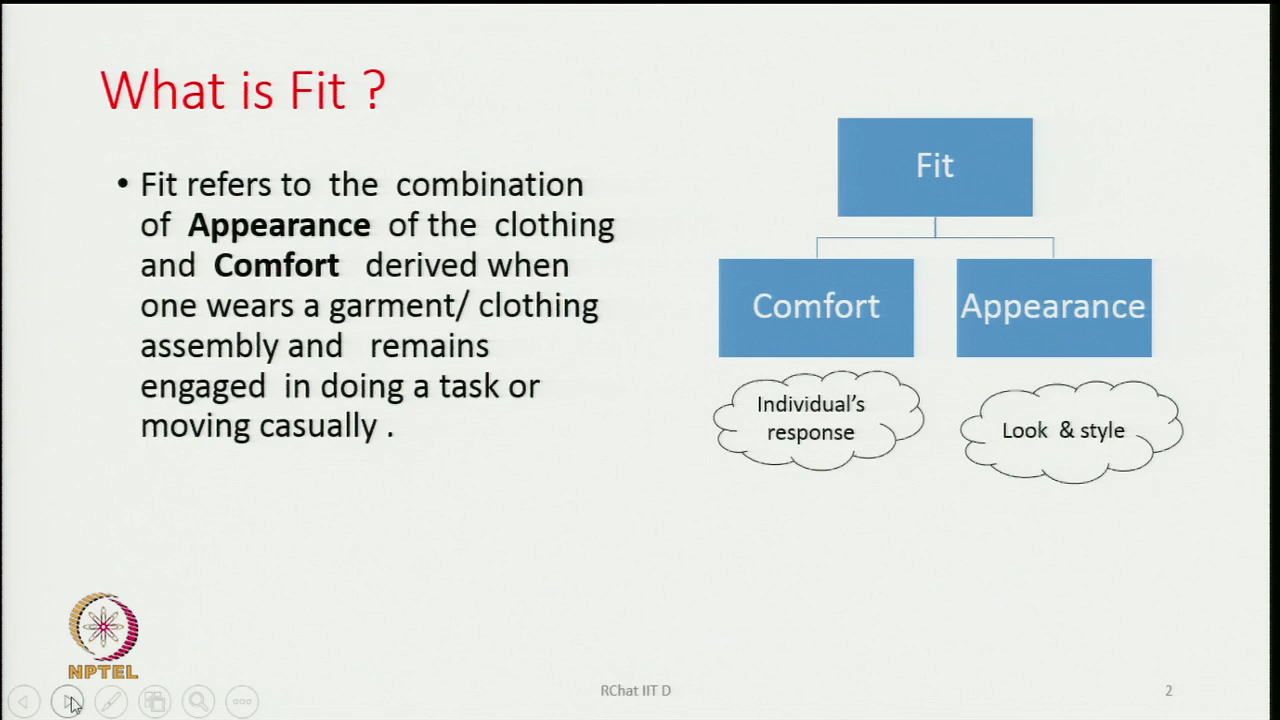 What is Fit ?
• Fit refers to the combination
of Appearance of the clothing
and Comfort derived when
one wears a garment/ clothing
assembly and remains
engaged in doing a task or
moving casually .
Fit
Comfort
Appearance
Individual’s
response
Look & style
NPTEL
RChat IIT D
2